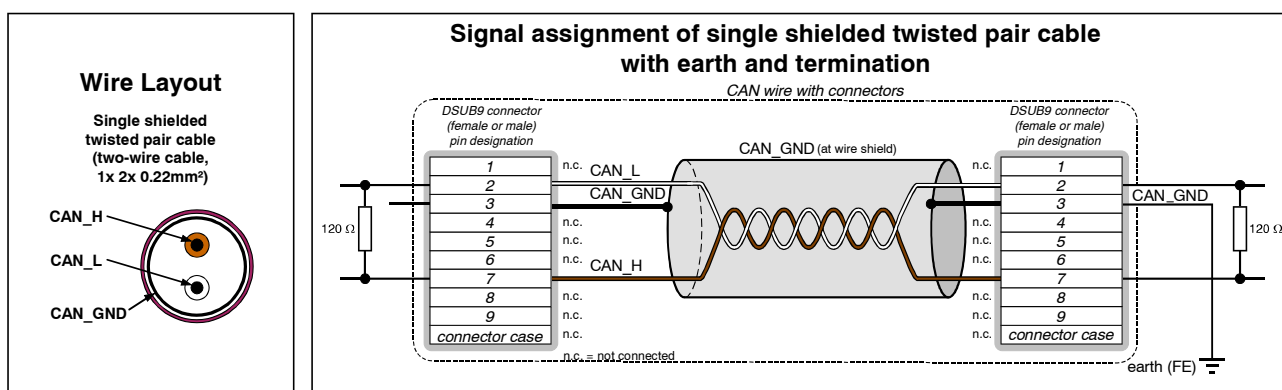 Wire Layout
Single shielded
twisted pair cable
(two-wire cable,
1x 2x 0.22mm²)
CAN_H
CAN_L
CAN_GND
Signal assignment of single shielded twisted pair cable
with earth and termination
CAN wire with connectors
DSUB9 connector
(female or male)
pin designation
1
2
3
4
5
6
7
8
9
connector case
120 Ω
n.c.
CAN_L
CAN_GND
n.c.
n.c.
n.c.
CAN_H
n.c.
n.c.
n.c.
n.c. = not connected
CAN_GND (at wire shield)
DSUB9 connector
(female or male)
pin designation
n.c.
n.c.
n.c.
n.c.
n.c.
n.c.
n.c.
1
2
3
4
5
6
7
8
9
connector case
CAN_GND
120 Ω
earth (FE)